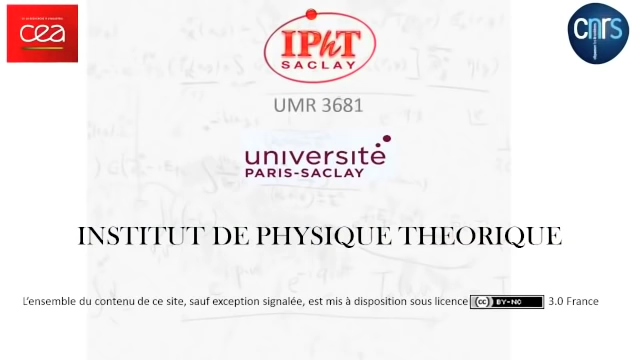 cea
IPhT
SACLAY
cnrs
UMR 3681
université
PARIS-SACLAY
INSTITUT DE PHYSIQUE THEORIQUE
L'ensemble du contenu de ce site, sauf exception signalée, est mis à disposition sous licence (cc) BY-NC 3.0 France